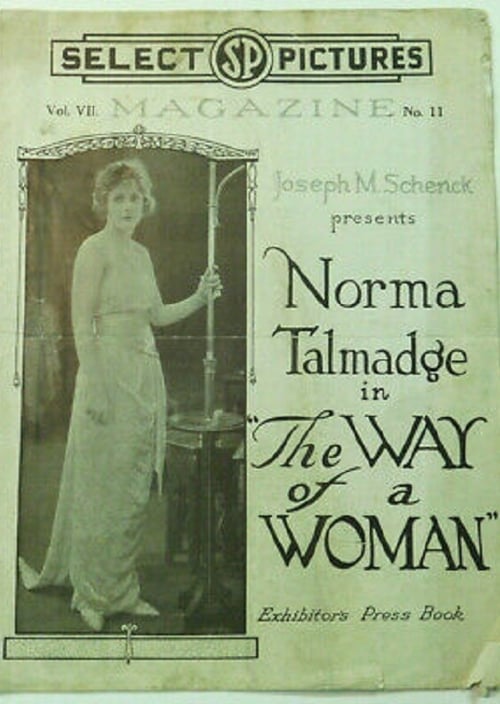 SELECT SP PICTURES
Vol. VII. MAGAZINE No. 11
Joseph M. Schenck
presents
Norma
Talmadge
in
"The WAY
of a
WOMAN"
Exhibitor's Press Book